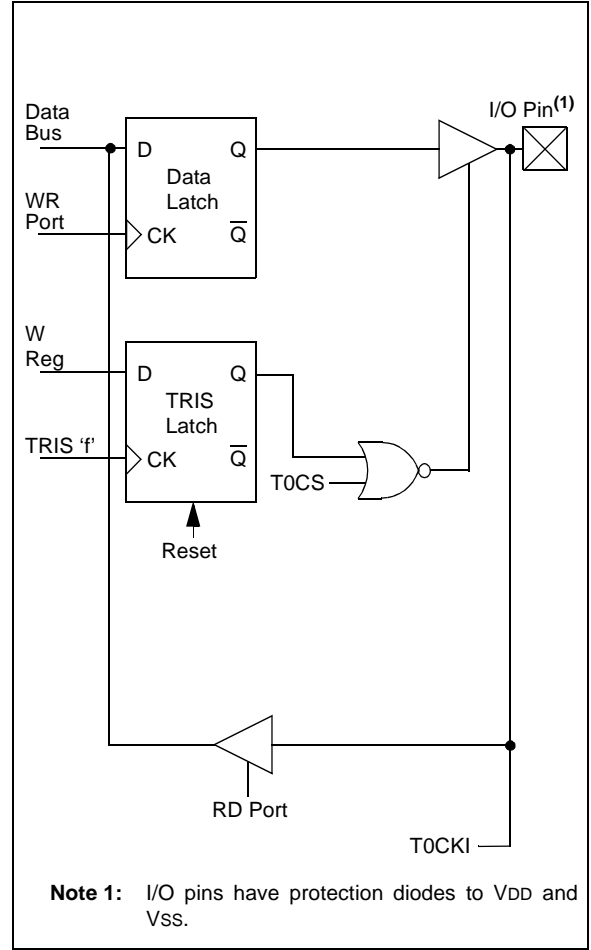 I/O Pin(1)
Data
Bus
D
Q
Data
Latch
WR
Port
CK
Q
W
Reg
D
Q
TRIS
Latch
TRIS ‘f’
CK
Q
T0CS
Reset
RD Port
T0CKI
Note 1: I/O pins have protection diodes to VDD and
VSS.